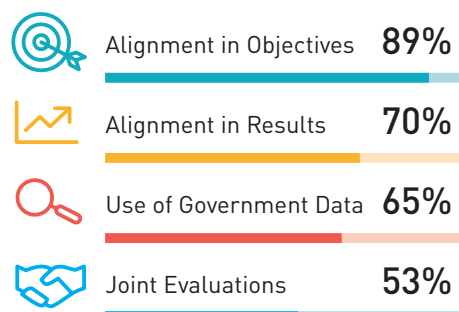 Alignment in Objectives 89%
Alignment in Results 70%
Use of Government Data 65%
Joint Evaluations 53%